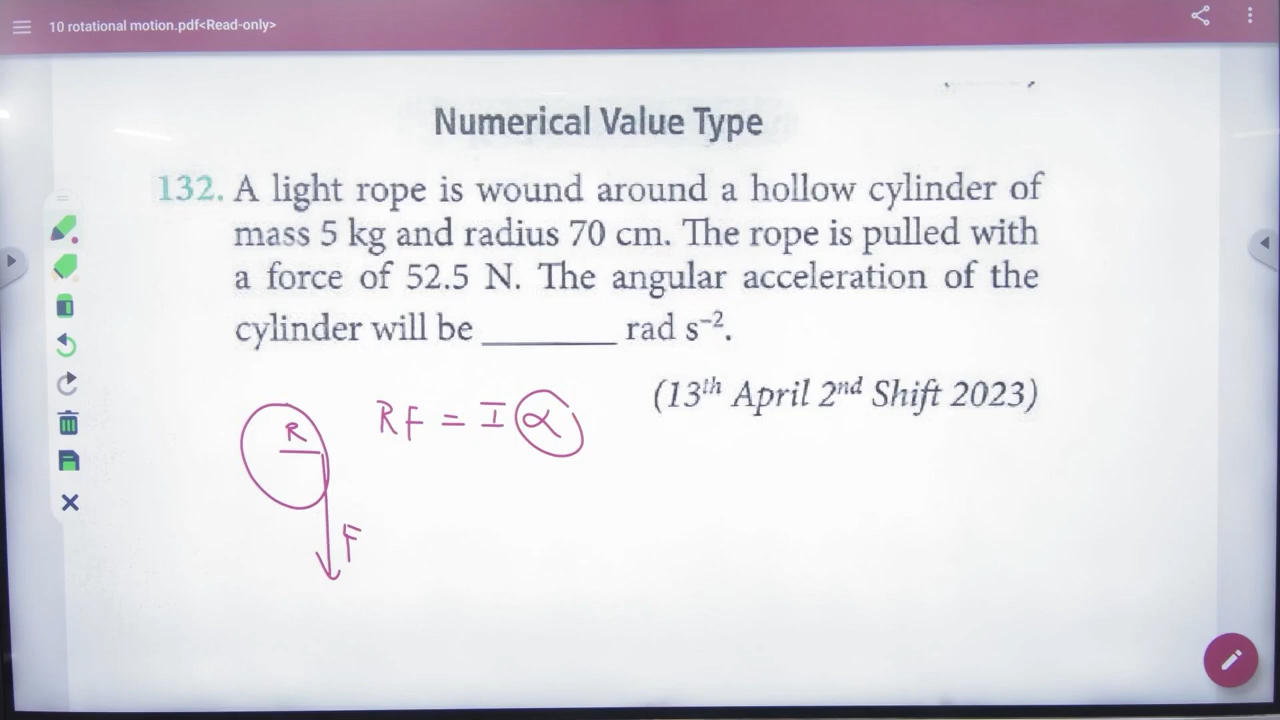 10 rotational motion.pdf<Read-only>
Numerical Value Type
132. A light rope is wound around a hollow cylinder of
mass 5 kg and radius 70 cm. The rope is pulled with
a force of 52.5 N. The angular acceleration of the
cylinder will be ________ rad s⁻².
(13th April 2nd Shift 2023)
R
RF = I α
F